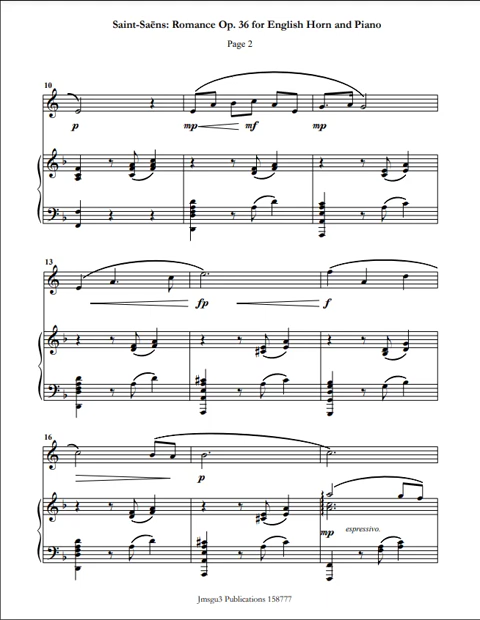 Saint-Saëns: Romance Op. 36 for English Horn and Piano
Page 2
10
p
mp
mf
mp
13
fp
f
16
p
mp
espressivo.
Jmsgu3 Publications 158777